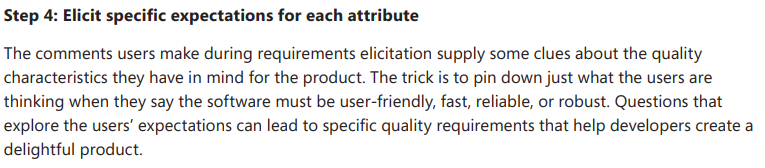 Step 4: Elicit specific expectations for each attribute
The comments users make during requirements elicitation supply some clues about the quality
characteristics they have in mind for the product. The trick is to pin down just what the users are
thinking when they say the software must be user-friendly, fast, reliable, or robust. Questions that
explore the users’ expectations can lead to specific quality requirements that help developers create a
delightful product.